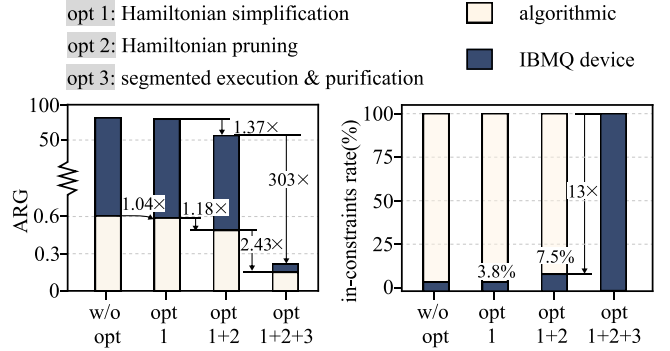 opt 1: Hamiltonian simplification
opt 2: Hamiltonian pruning
opt 3: segmented execution & purification
algorithmic
IBMQ device
ARG
100
50
0.6
0.3
0
1.04×
1.18×
1.37×
2.43×
303×
w/o opt
opt 1
opt 1+2
opt 1+2+3
in-constraints rate(%)
100
75
50
25
0
3.8%
7.5%
13×
w/o opt
opt 1
opt 1+2
opt 1+2+3